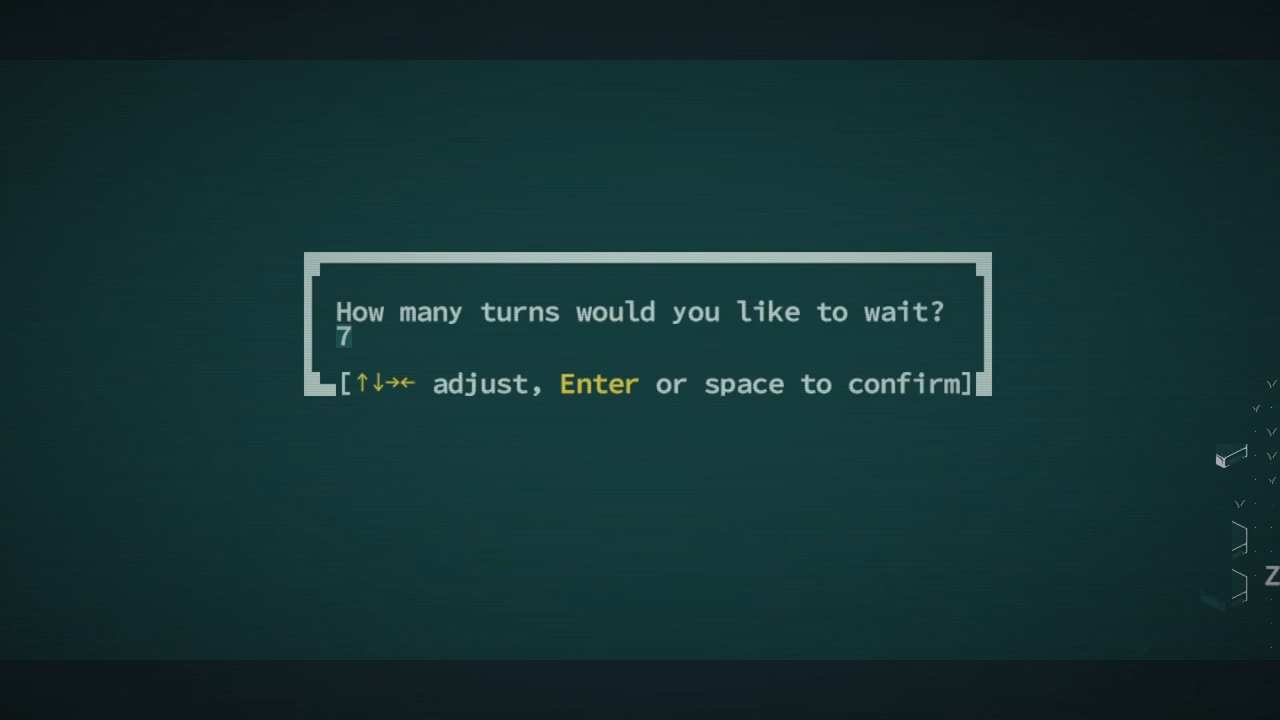 How many turns would you like to wait?
7
[↑↓→← adjust, Enter or space to confirm]
Z